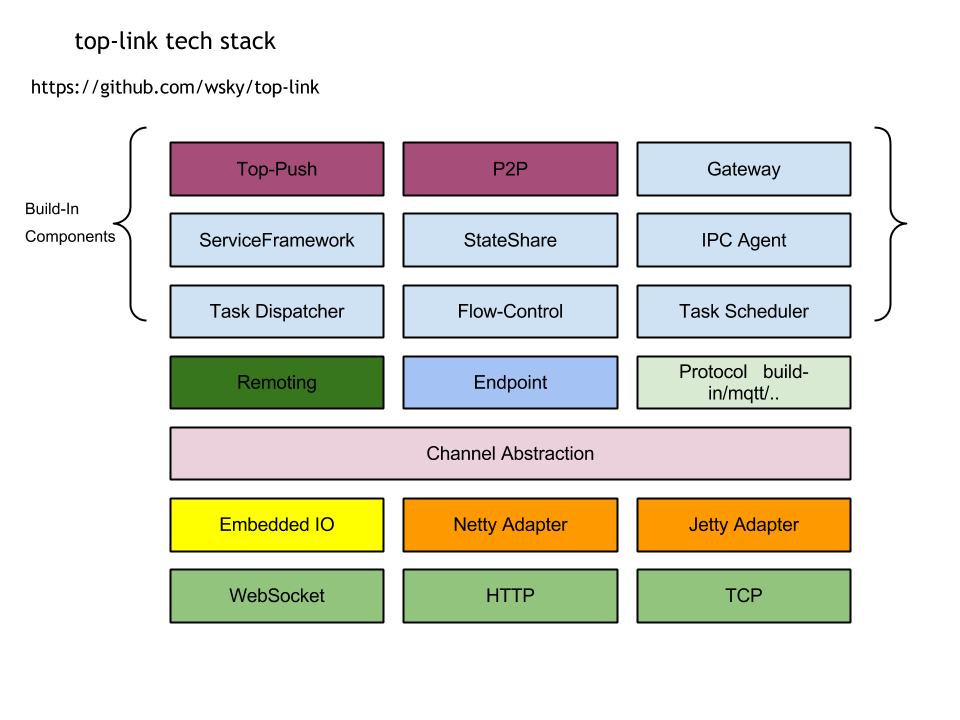 top-link tech stack
https://github.com/wsky/top-link
Top-Push
P2P
Gateway
Build-In
Components
ServiceFramework
StateShare
IPC Agent
Task Dispatcher
Flow-Control
Task Scheduler
Remoting
Endpoint
Protocol build-
in/mqtt/..
Channel Abstraction
Embedded IO
Netty Adapter
Jetty Adapter
WebSocket
HTTP
TCP